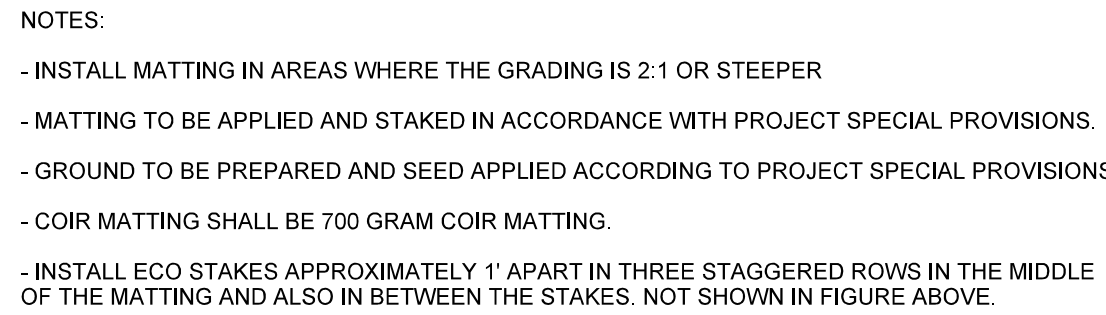 NOTES:
- INSTALL MATTING IN AREAS WHERE THE GRADING IS 2:1 OR STEEPER
- MATTING TO BE APPLIED AND STAKED IN ACCORDANCE WITH PROJECT SPECIAL PROVISIONS.
- GROUND TO BE PREPARED AND SEED APPLIED ACCORDING TO PROJECT SPECIAL PROVISIONS
- COIR MATTING SHALL BE 700 GRAM COIR MATTING.
- INSTALL ECO STAKES APPROXIMATELY 1' APART IN THREE STAGGERED ROWS IN THE MIDDLE
OF THE MATTING AND ALSO IN BETWEEN THE STAKES. NOT SHOWN IN FIGURE ABOVE.